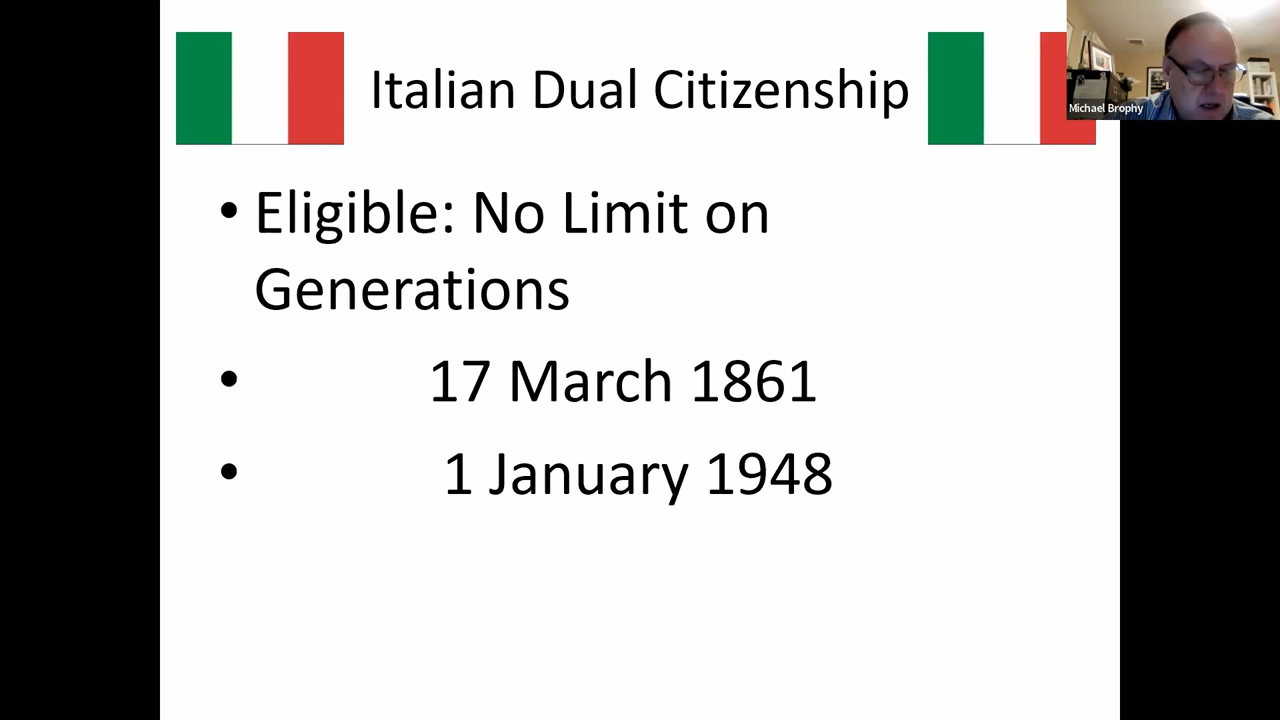 Italian Dual Citizenship
Michael Brophy
• Eligible: No Limit on
Generations
• 17 March 1861
• 1 January 1948